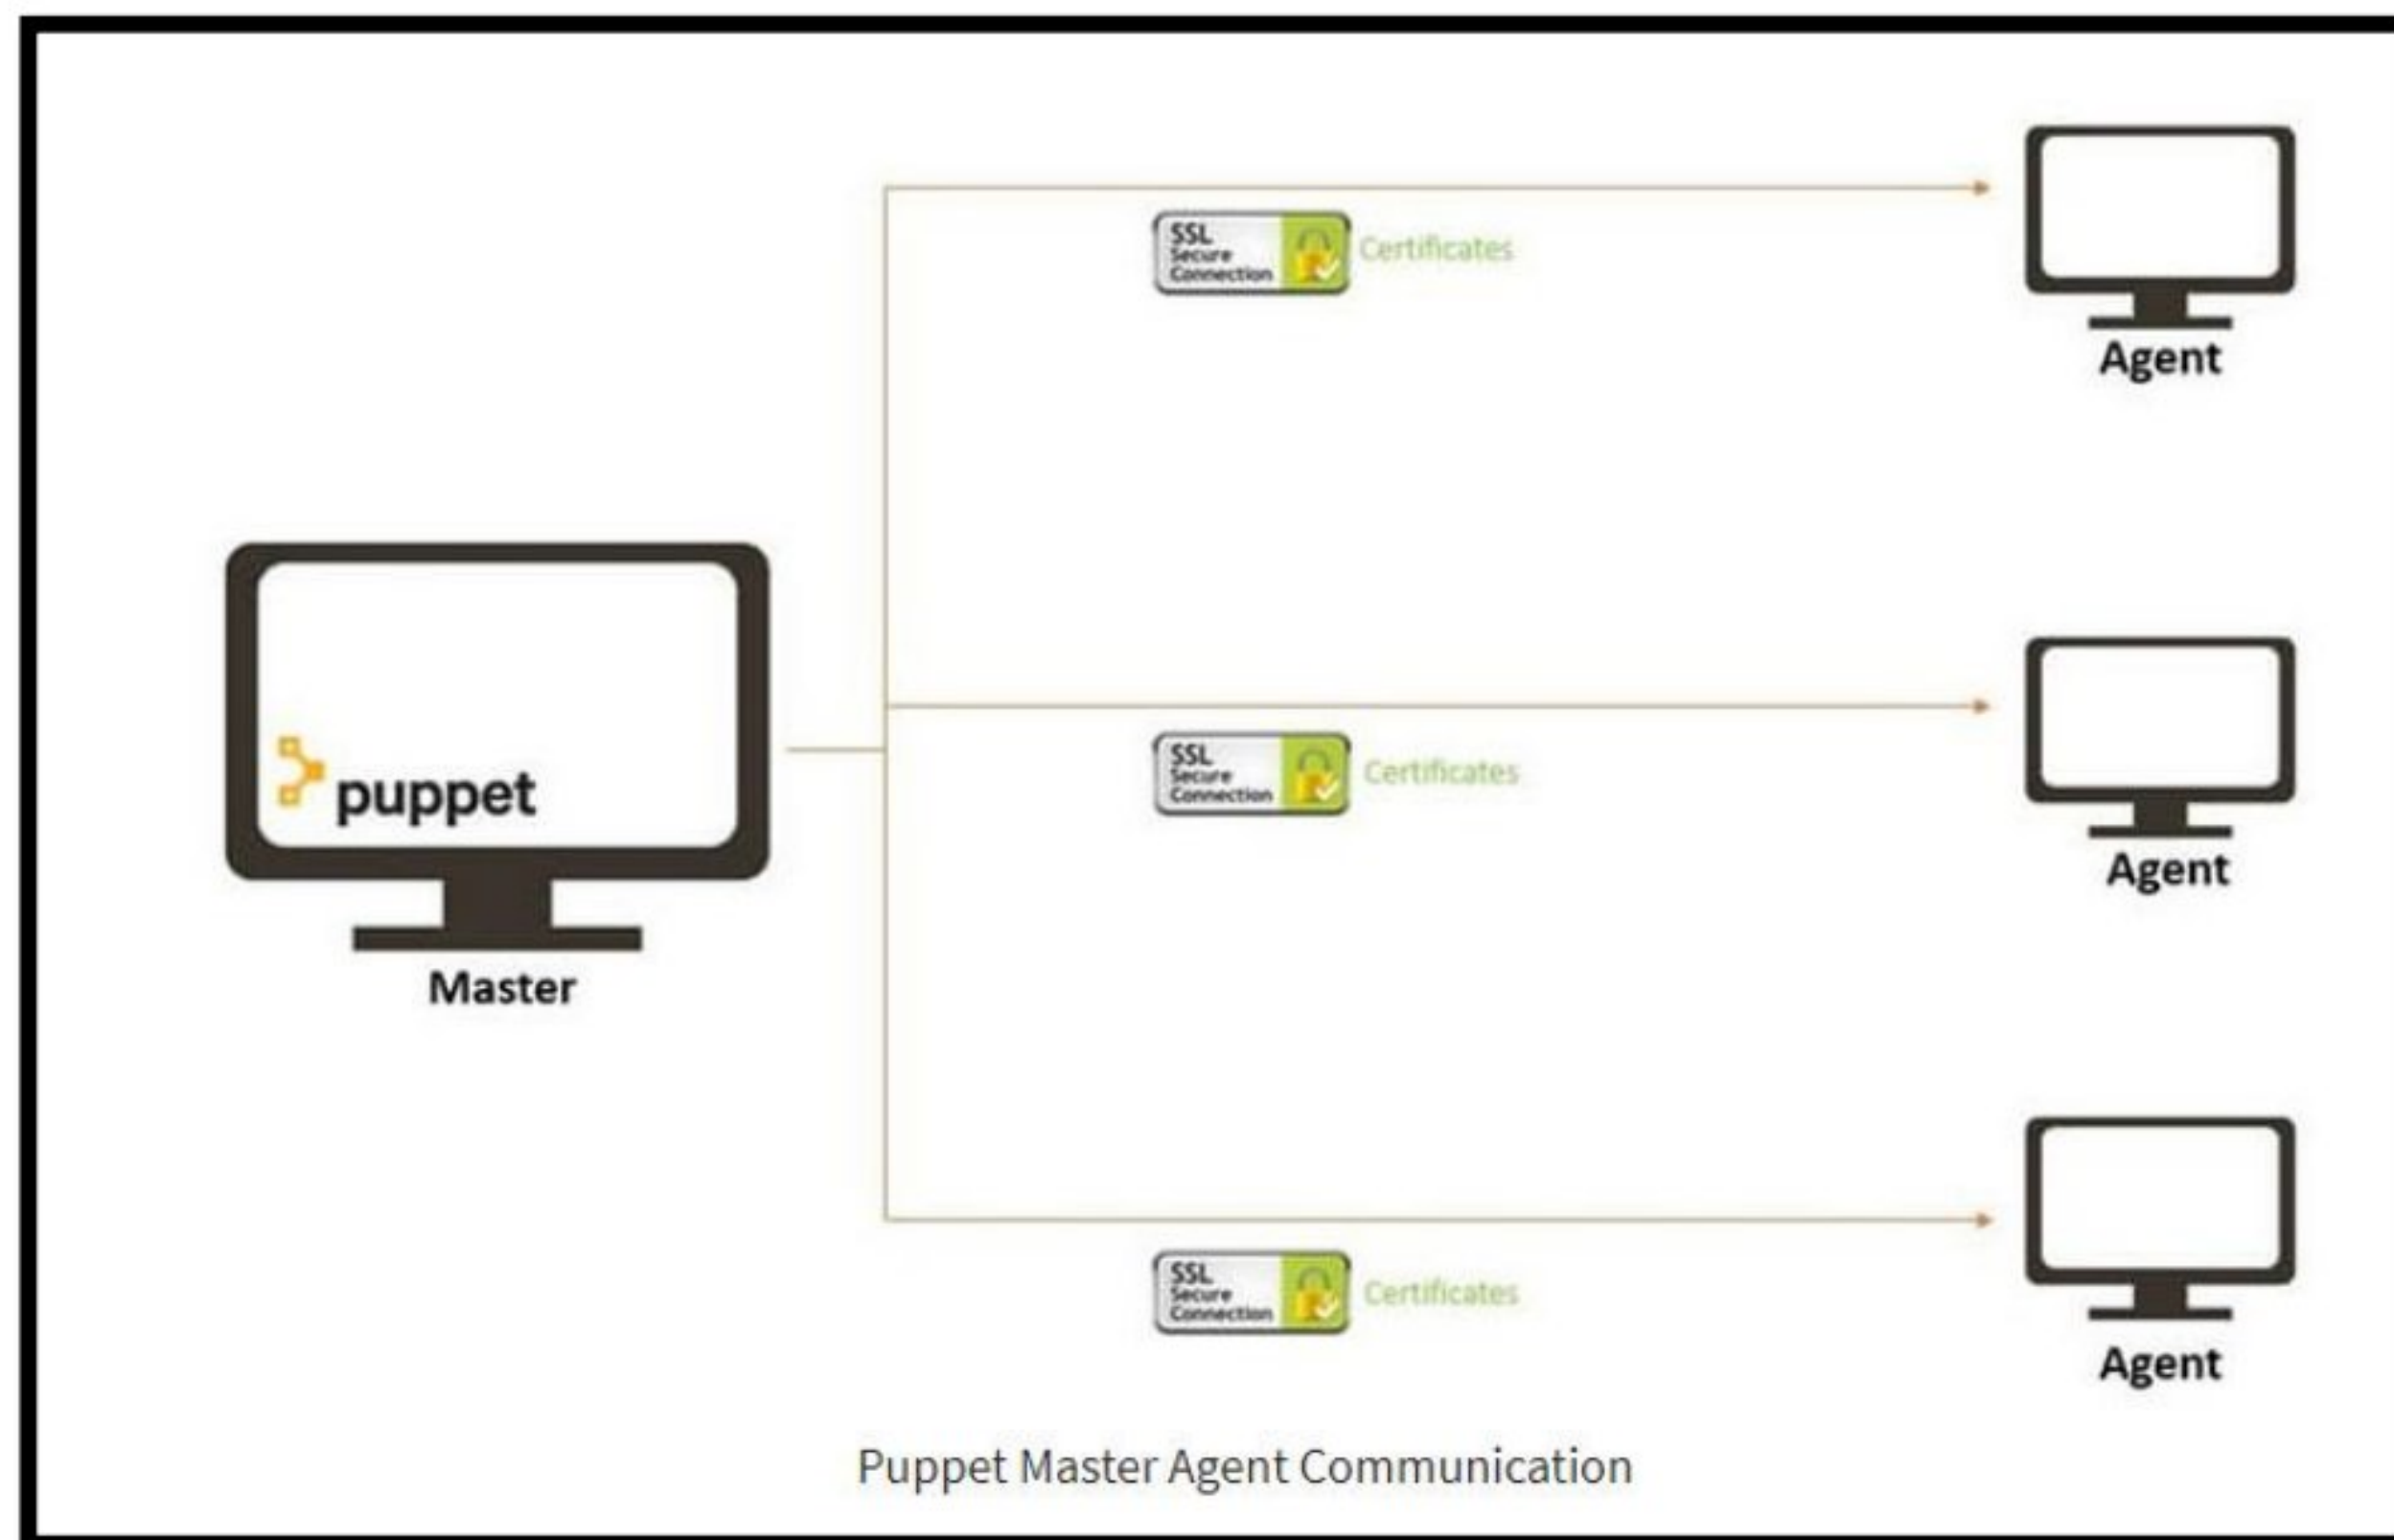 SSL
Secure
Connection
Certificates
Agent
puppet
Master
SSL
Secure
Connection
Certificates
Agent
SSL
Secure
Connection
Certificates
Agent
Puppet Master Agent Communication